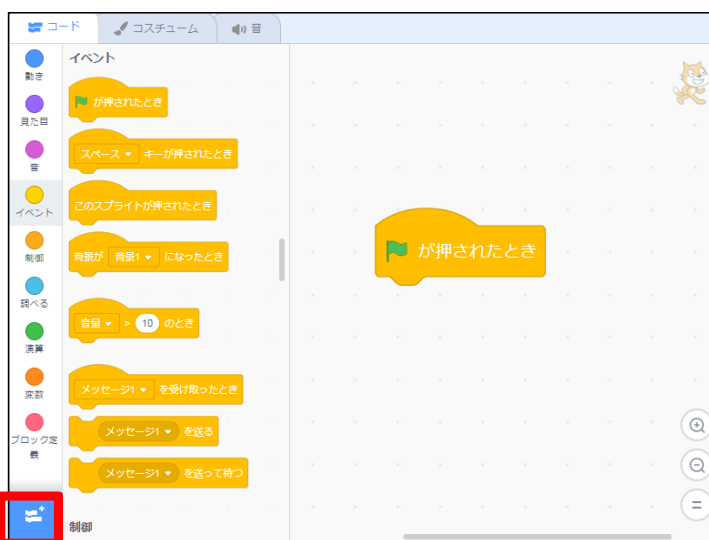 コード
コスチューム
音
動き
見た目
音
イベント
制御
調べる
演算
変数
ブロック定
義
イベント
が押されたとき
スペース キーが押されたとき
このスプライトが押されたとき
背景が 背景1 になったとき
音量 > 10 のとき
メッセージ1 を受け取ったとき
メッセージ1 を送る
メッセージ1 を送って待つ
制御
が押されたとき